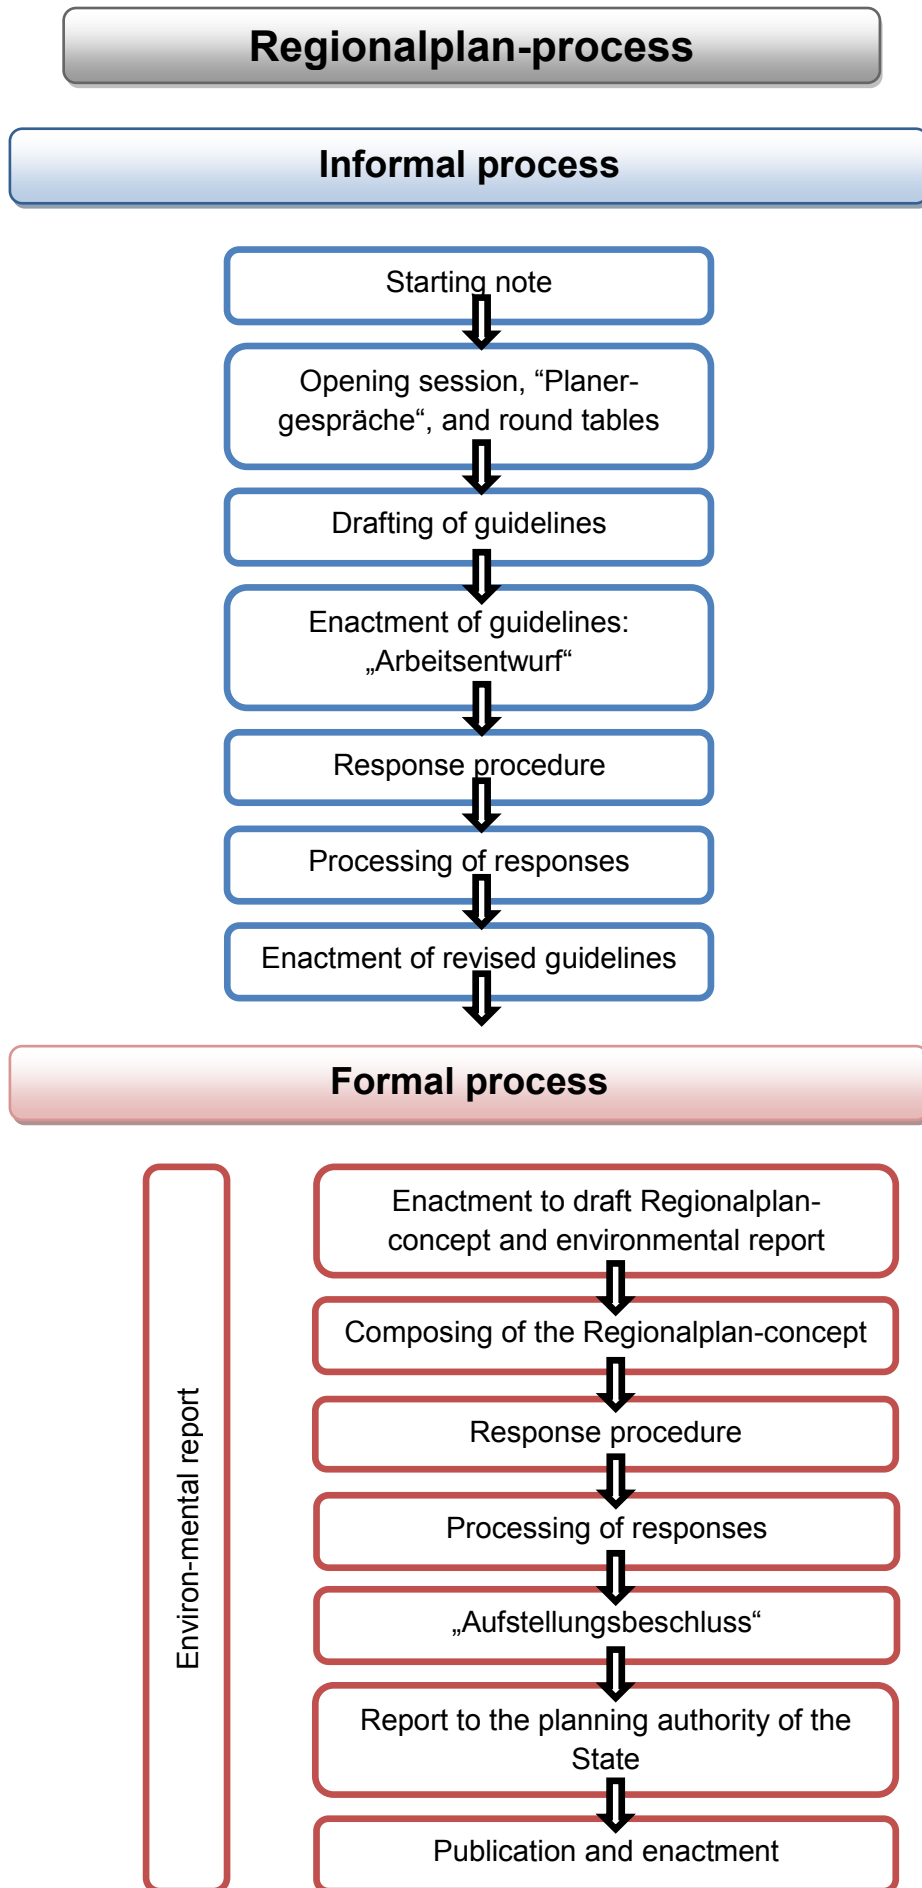 Regionalplan-process
Informal process
Starting note
Opening session, “Planer-
gespräche“, and round tables
Drafting of guidelines
Enactment of guidelines:
„Arbeitsentwurf“
Response procedure
Processing of responses
Enactment of revised guidelines
Formal process
Environ-mental report
Enactment to draft Regionalplan-
concept and environmental report
Composing of the Regionalplan-concept
Response procedure
Processing of responses
„Aufstellungsbeschluss“
Report to the planning authority of the
State
Publication and enactment